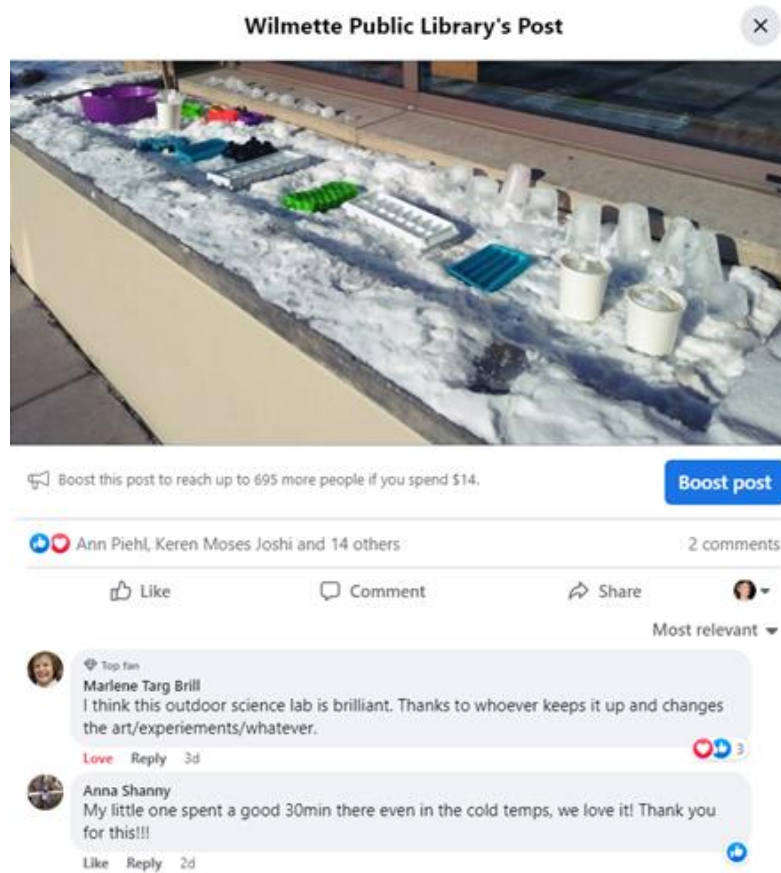 Wilmette Public Library's Post
Boost this post to reach up to 695 more people if you spend $14.
Boost post
Ann Piehl, Keren Moses Joshi and 14 others
2 comments
Like
Comment
Share
Most relevant
Top fan
Marlene Targ Brill
I think this outdoor science lab is brilliant. Thanks to whoever keeps it up and changes
the art/experiements/whatever.
3
Love Reply 3d
Anna Shanny
My little one spent a good 30min there even in the cold temps, we love it! Thank you
for this!!!
Like Reply 2d